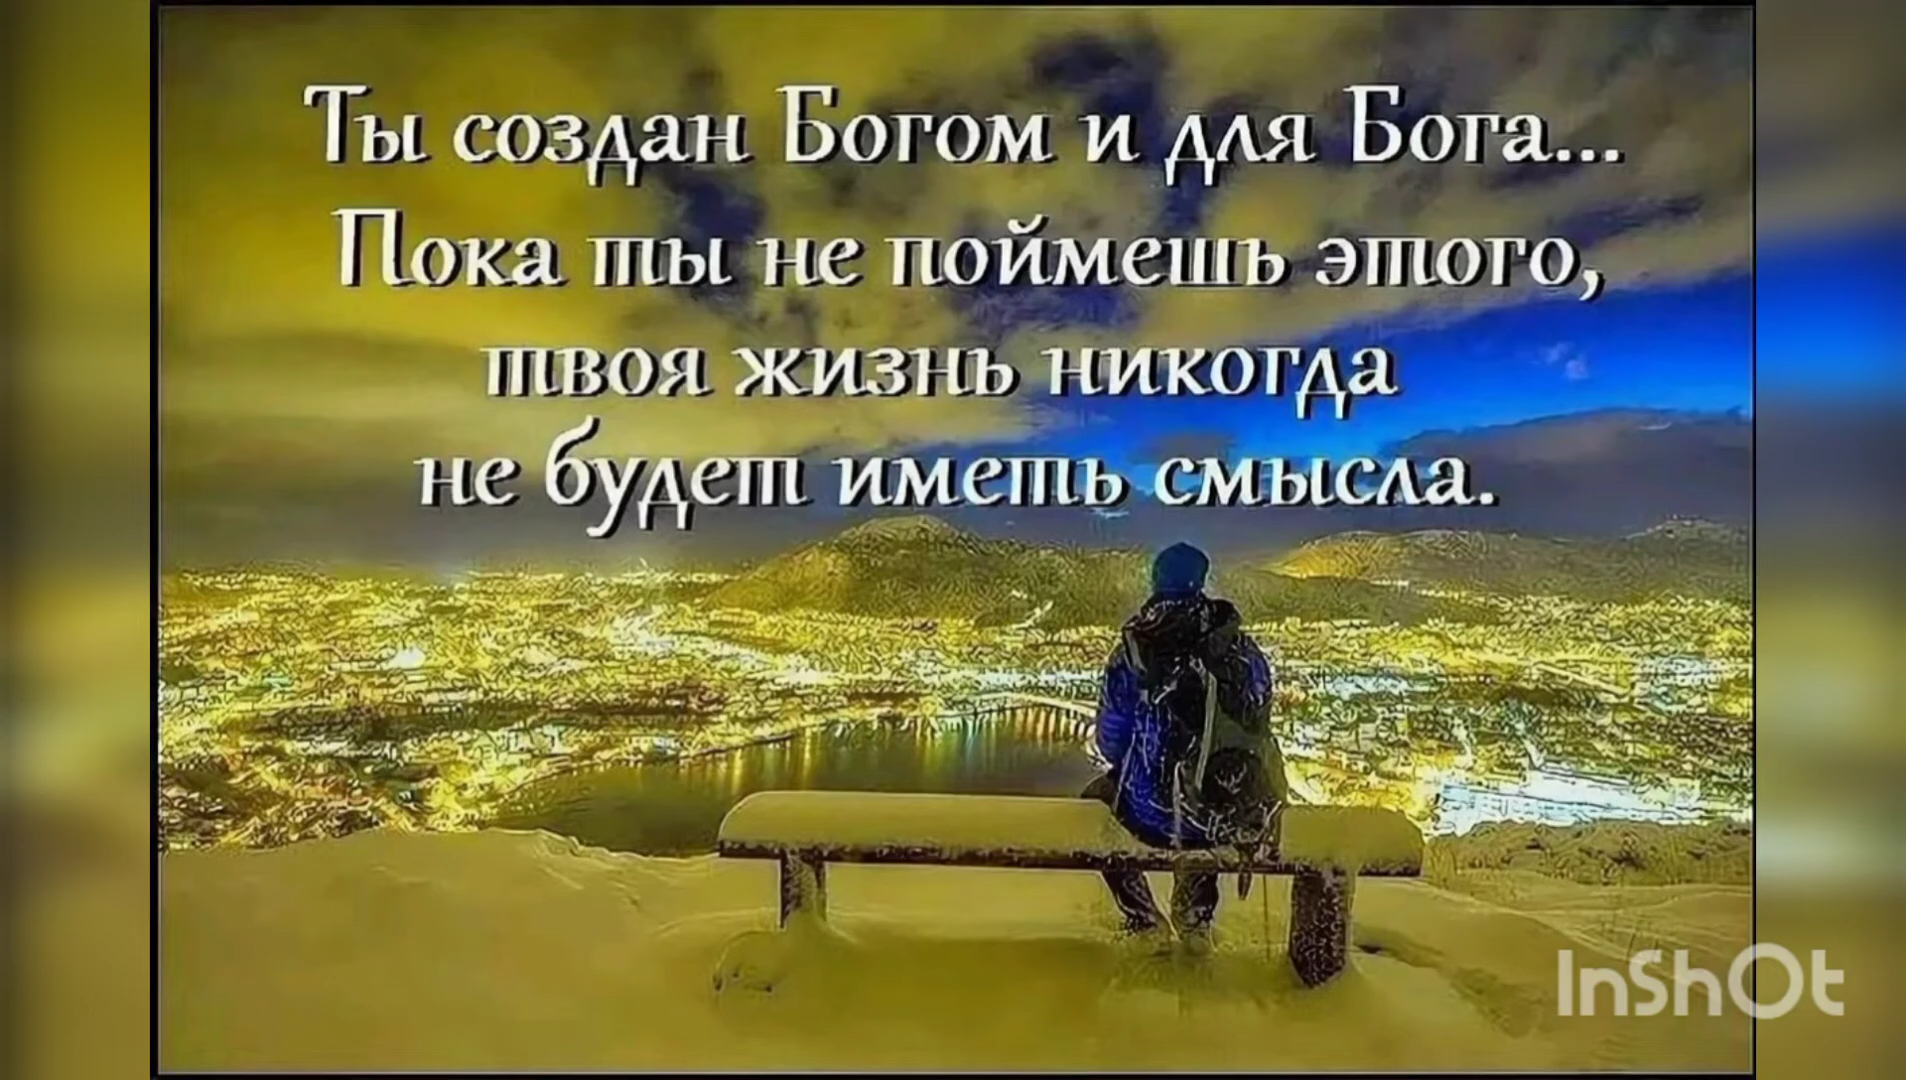 Ты создан Богом и для Бога...
Пока ты не поймешь этого,
твоя жизнь никогда
не будет иметь смысла.
InShOt